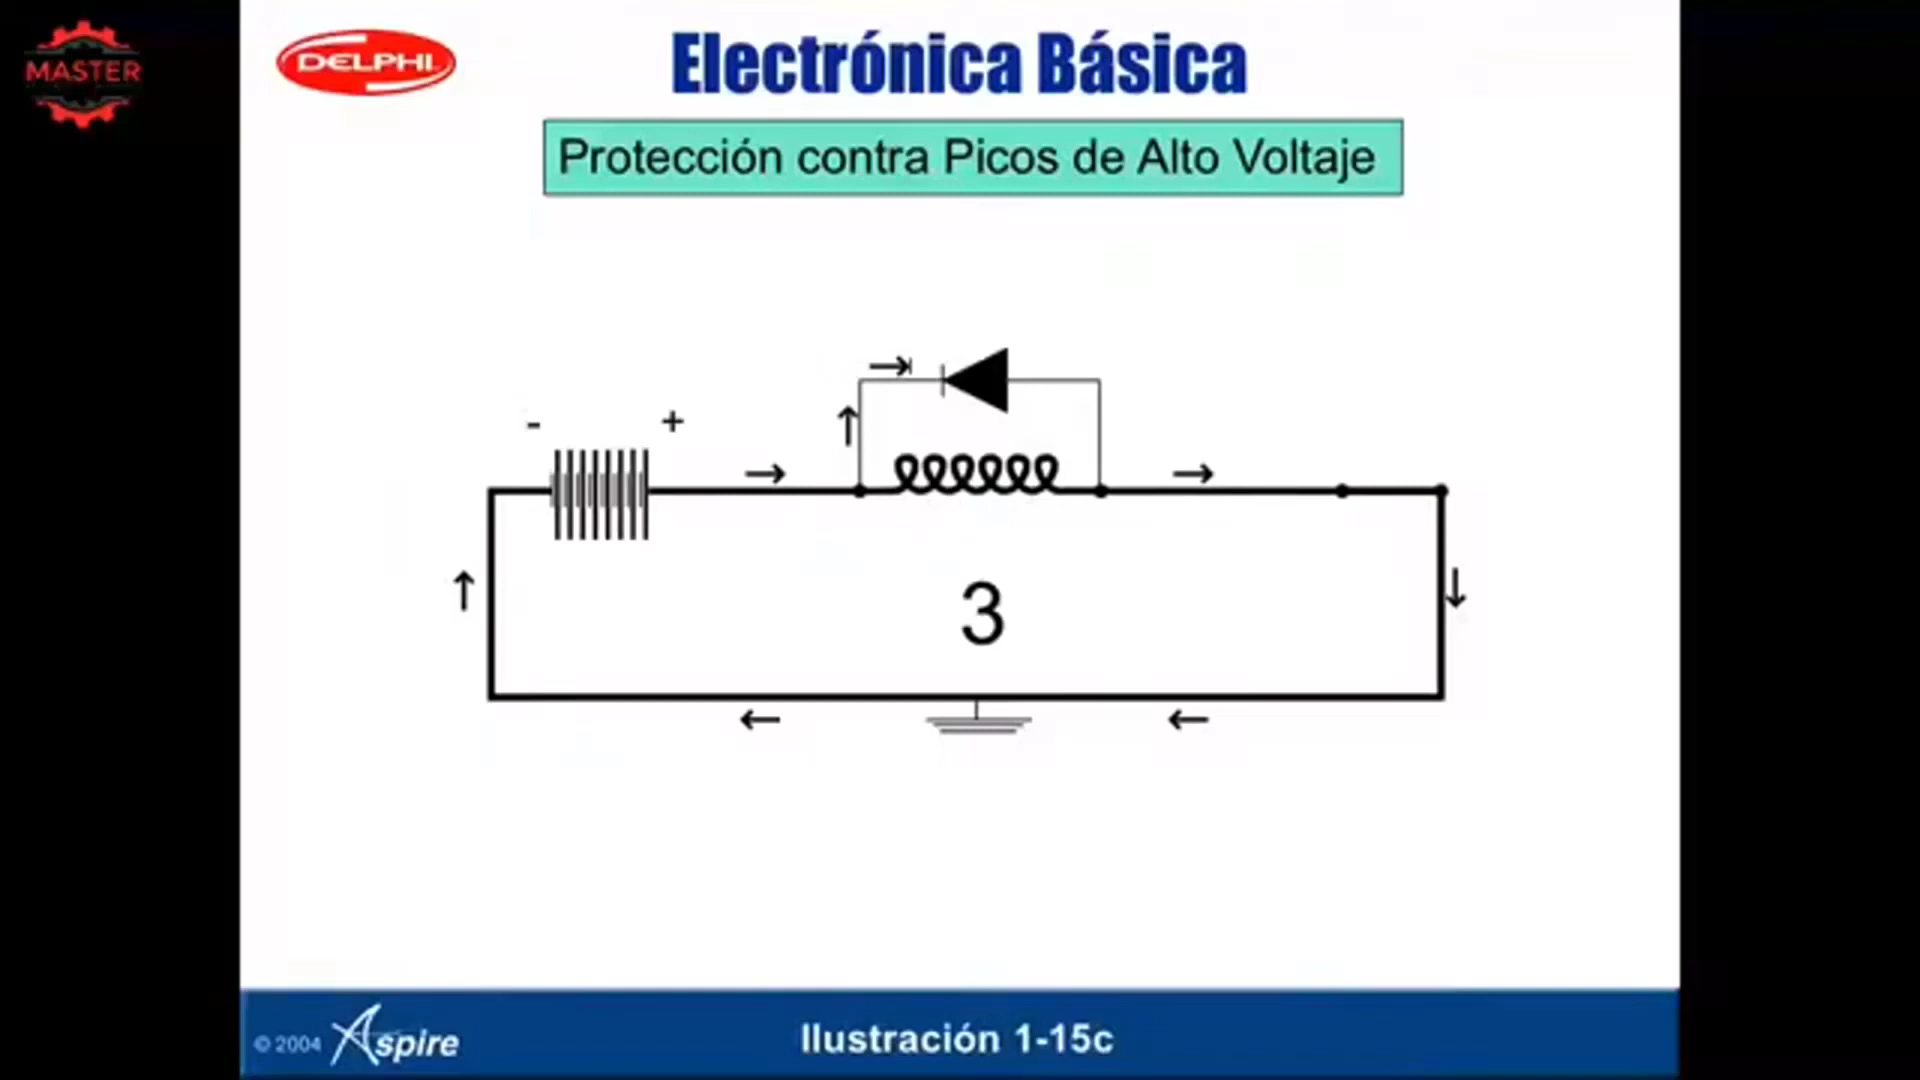 MASTER
DELPHI
Electrónica Básica
Protección contra Picos de Alto Voltaje
- +
3
© 2004 Aspire
Ilustración 1-15c